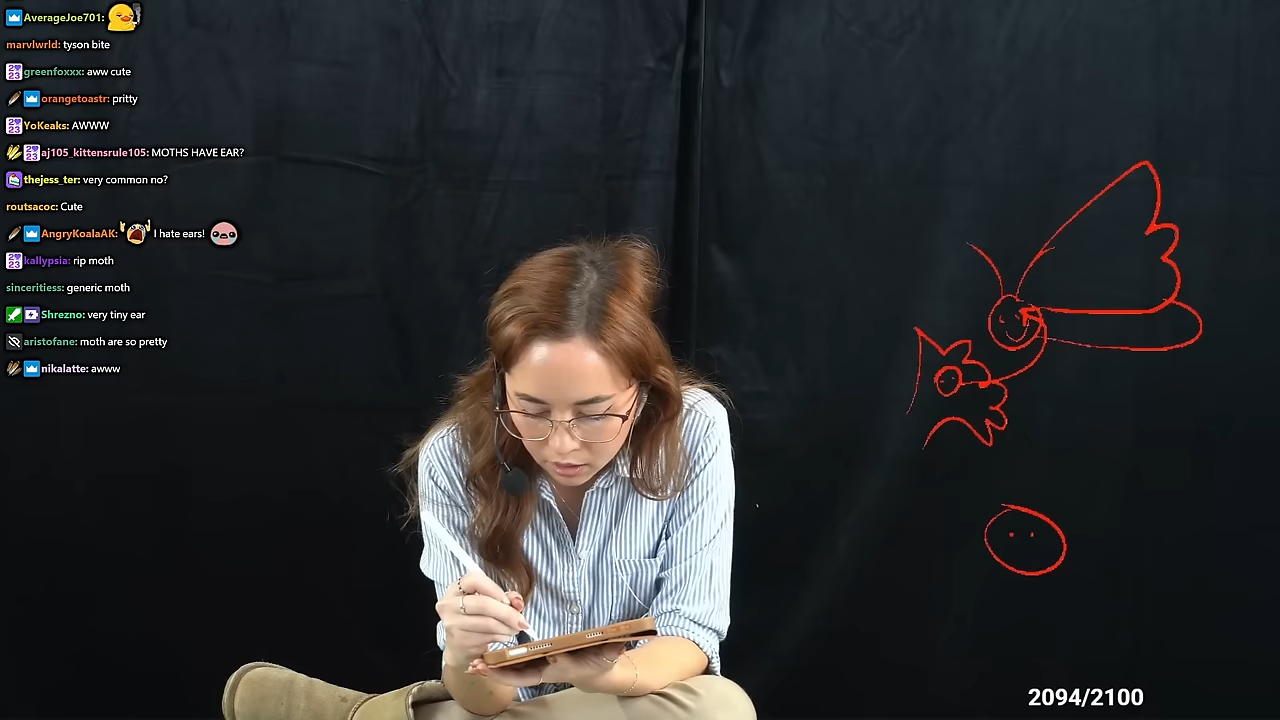 AverageJoe701:
marvlwrld: tyson bite
greenfoxxx: aww cute
orangetoastr: pritty
YoKeaks: AWWW
aj105_kittensrule105: MOTHS HAVE EAR?
thejess_ter: very common no?
routsacoc: Cute
AngryKoalaAK: I hate ears!
kallypsia: rip moth
sinceritiess: generic moth
Shrezno: very tiny ear
aristofane: moth are so pretty
nikalatte: awww
2094/2100